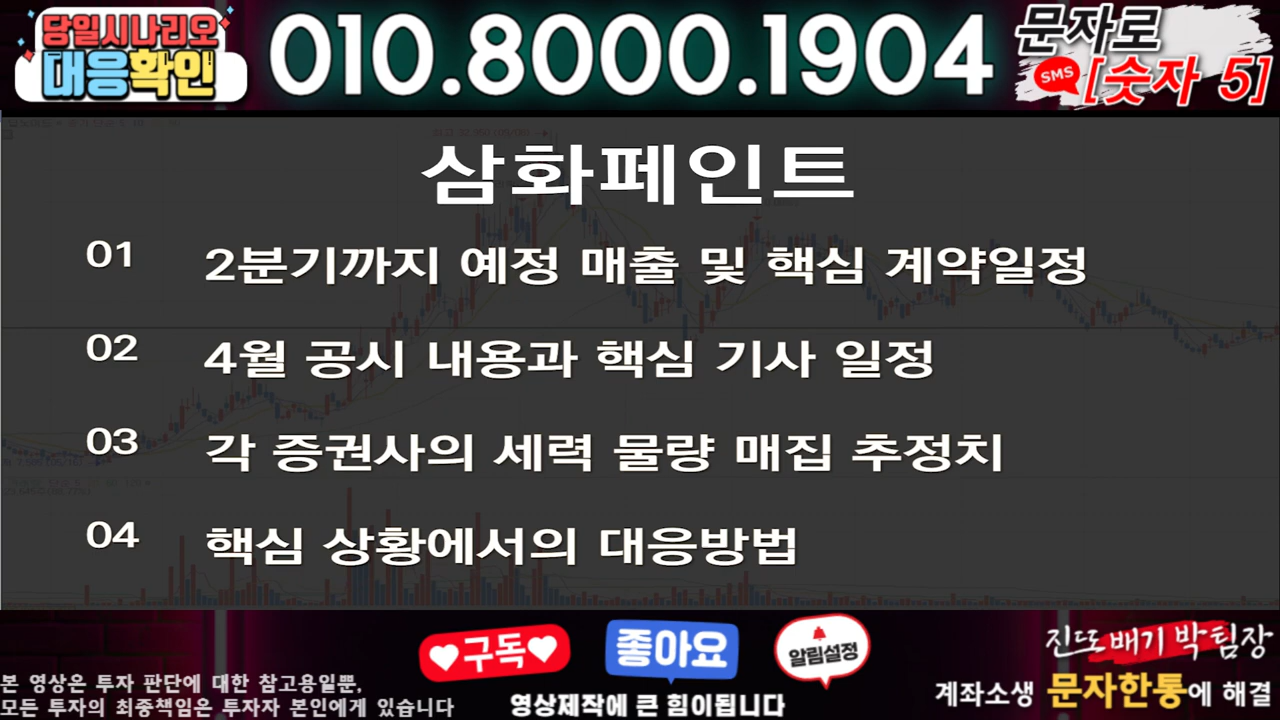 당일시나리오
대응확인
010.8000.1904
문자로
SMS [숫자 5]
삼화페인트
01 2분기까지 예정 매출 및 핵심 계약일정
02 4월 공시 내용과 핵심 기사 일정
03 각 증권사의 세력 물량 매집 추정치
04 핵심 상황에서의 대응방법
구독
좋아요
알림설정
영상제작에 큰 힘이됩니다
본 영상은 투자 판단에 대한 참고용일뿐,
모든 투자의 최종책임은 투자자 본인에게 있습니다
진또배기 박팀장
계좌소생 문자한통에 해결